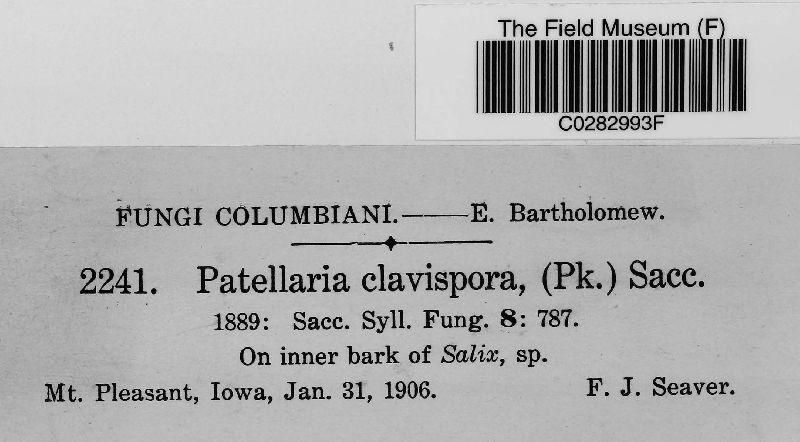 The Field Museum (F)
C0282993F
FUNGI COLUMBIANI.——E. Bartholomew.
2241. Patellaria clavispora, (Pk.) Sacc.
1889: Sacc. Syll. Fung. 8: 787.
On inner bark of Salix, sp.
Mt. Pleasant, Iowa, Jan. 31, 1906. F. J. Seaver.